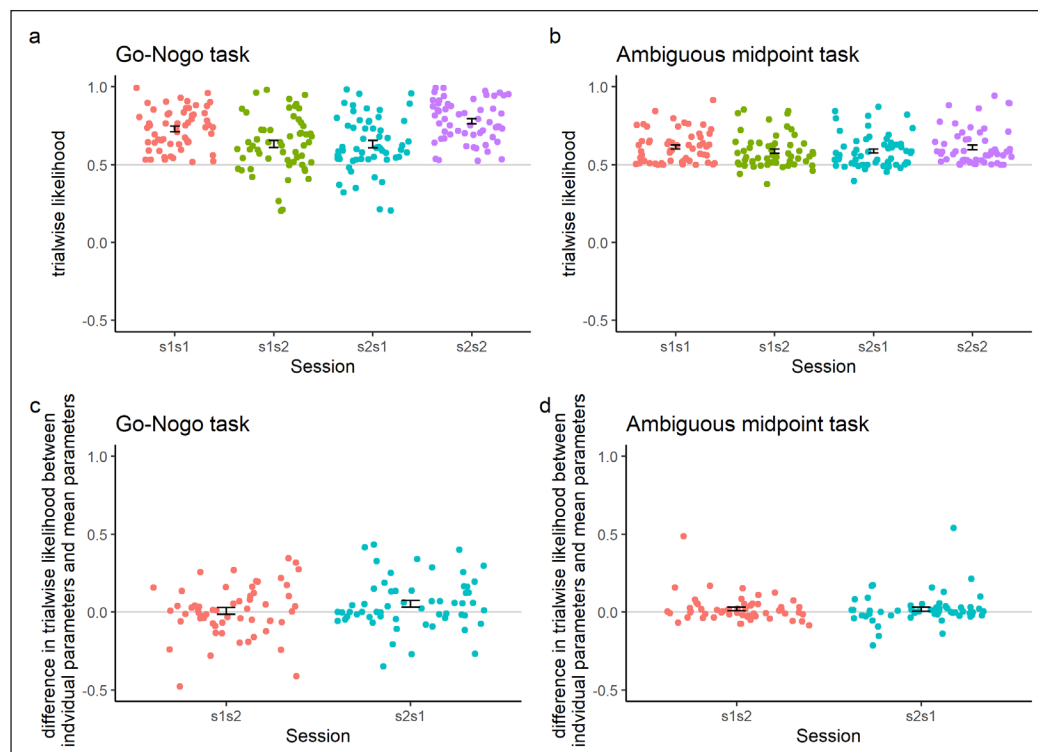 a
Go-Nogo task
trialwise likelihood
1.0
0.5
0.0
-0.5
s1s1
s1s2
s2s1
s2s2
Session
b
Ambiguous midpoint task
trialwise likelihood
1.0
0.5
0.0
-0.5
s1s1
s1s2
s2s1
s2s2
Session
c
Go-Nogo task
difference in trialwise likelihood between
indvidual parameters and mean parameters
1.0
0.5
0.0
-0.5
s1s2
s2s1
Session
d
Ambiguous midpoint task
difference in trialwise likelihood between
indvidual parameters and mean parameters
1.0
0.5
0.0
-0.5
s1s2
s2s1
Session